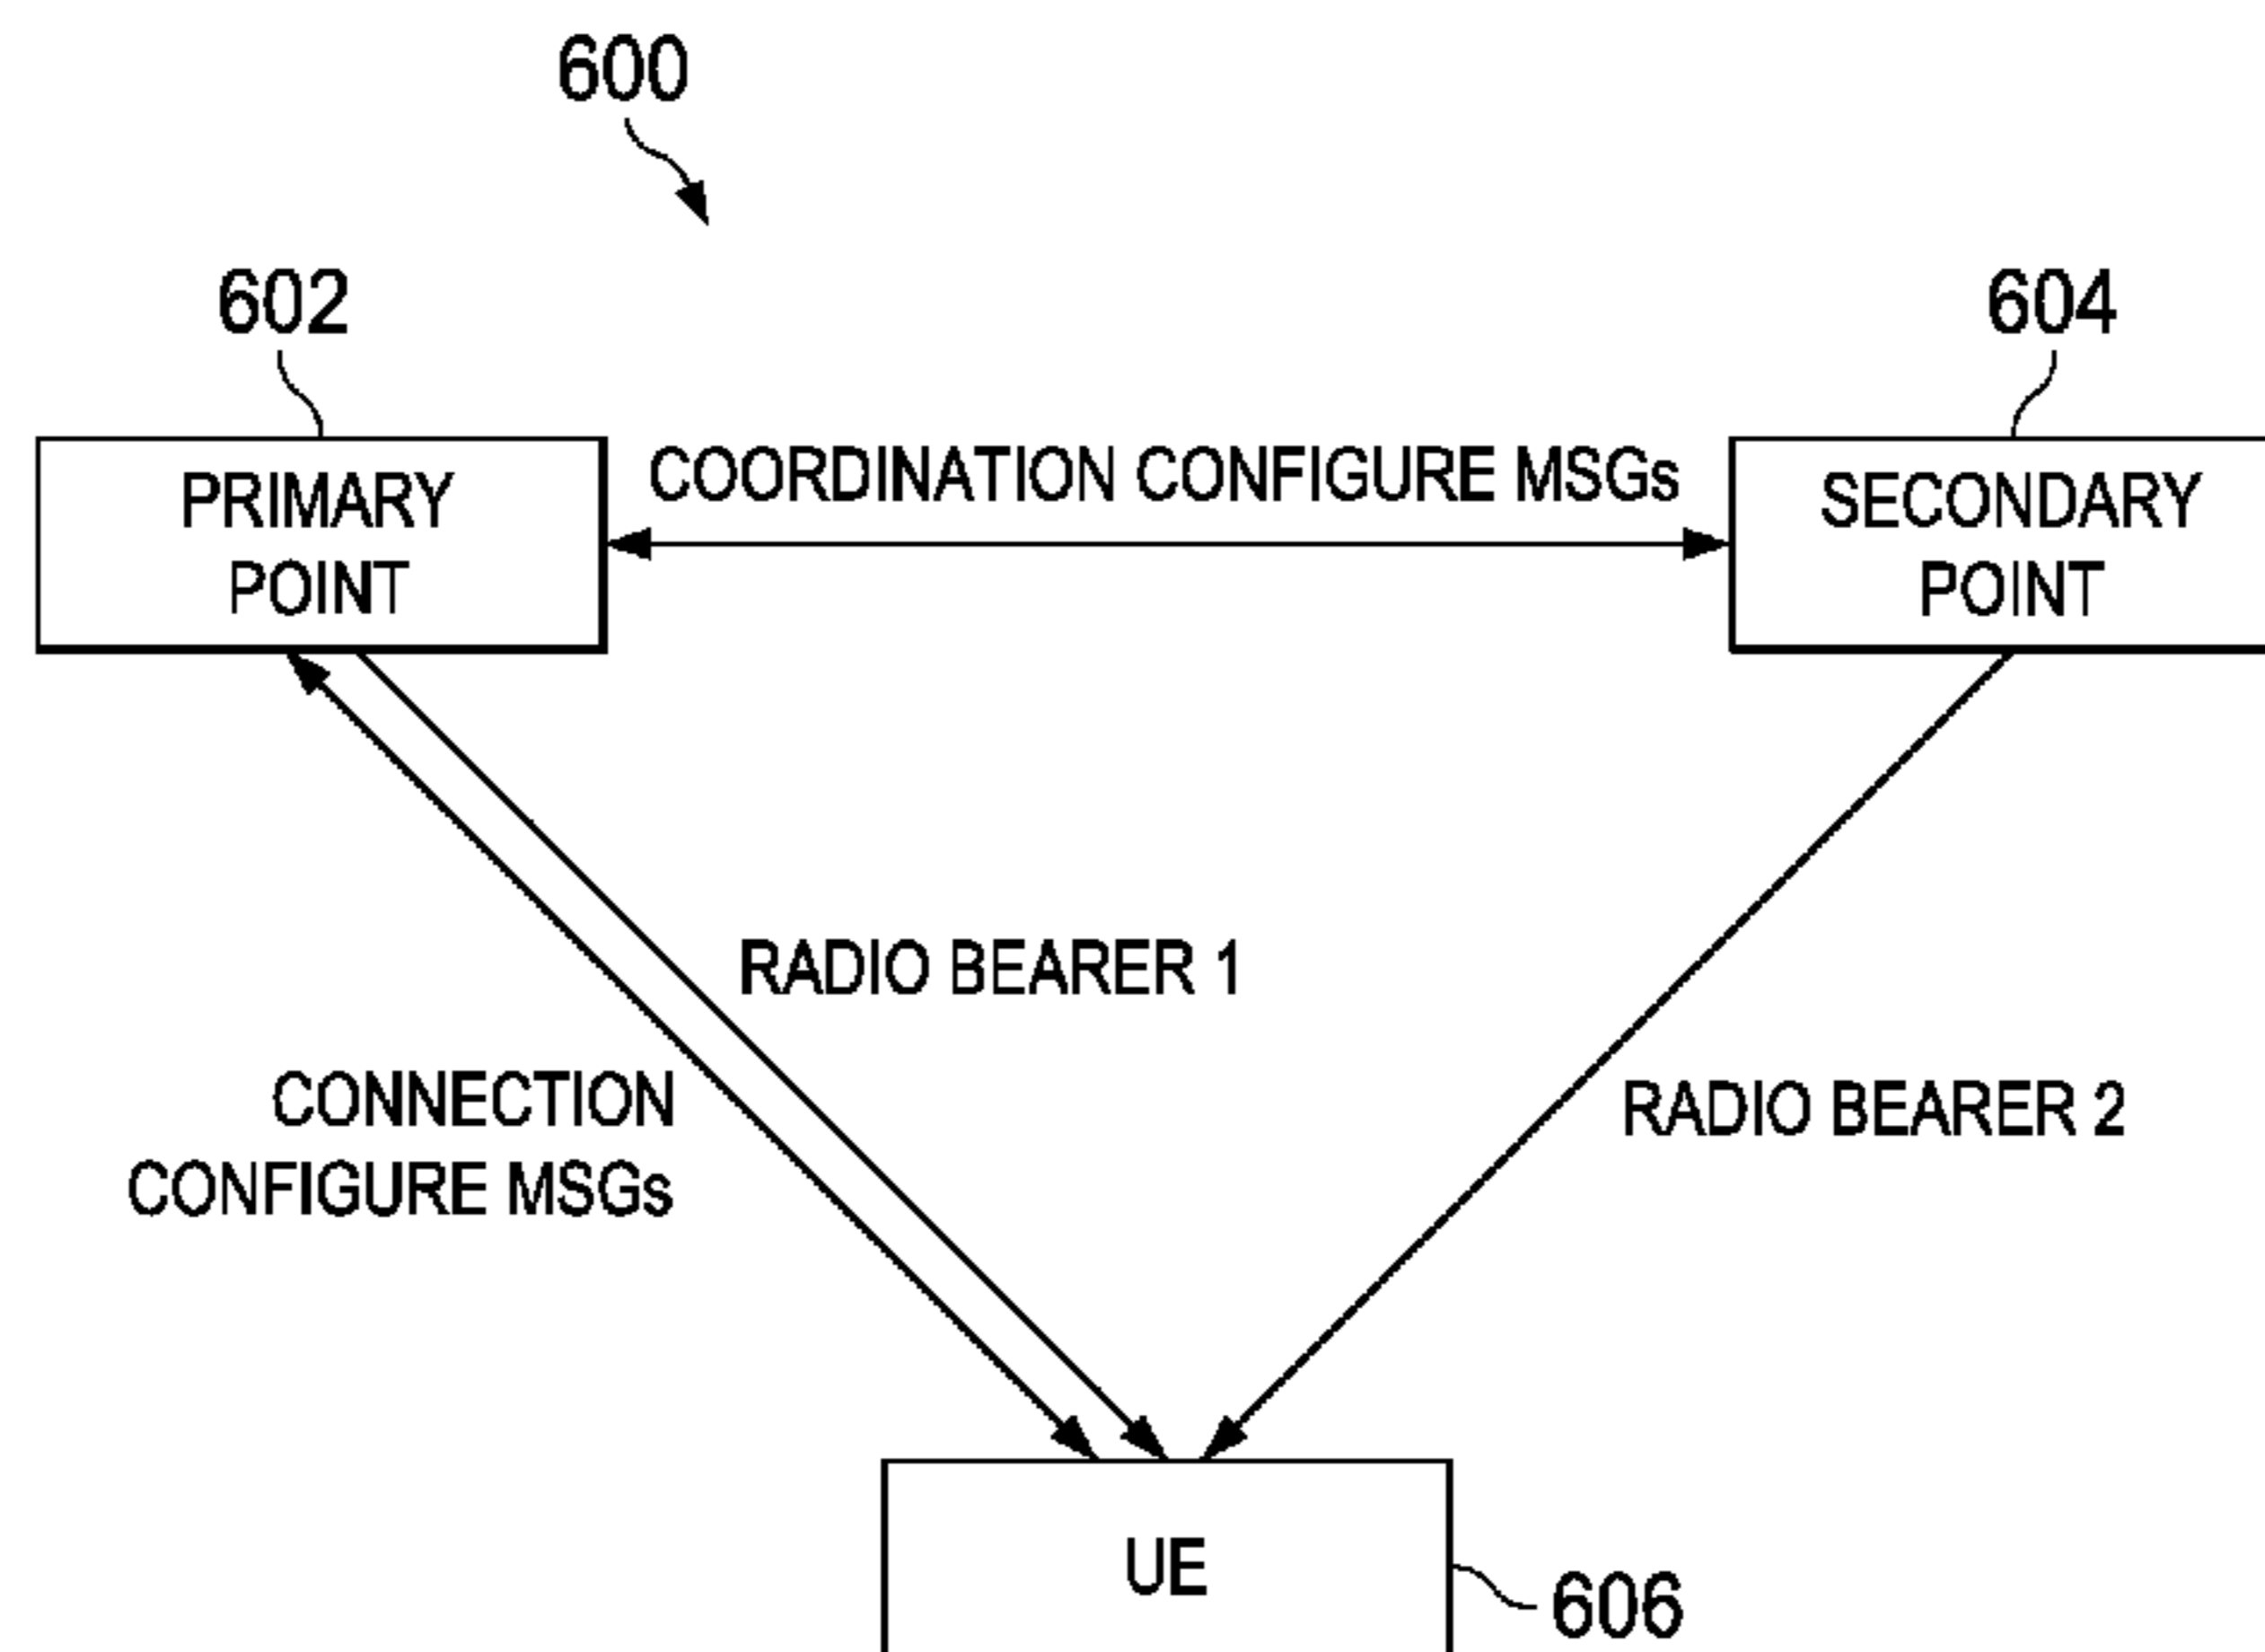 600
602
604
PRIMARY
POINT
COORDINATION CONFIGURE MSGs
SECONDARY
POINT
RADIO BEARER 1
CONNECTION
CONFIGURE MSGs
RADIO BEARER 2
UE
606